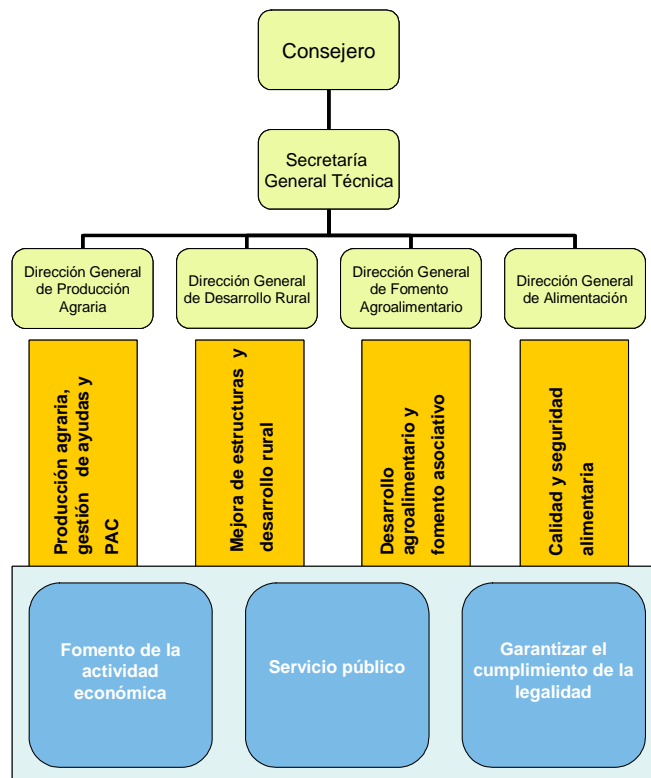 Consejero
Secretaría
General Técnica
Dirección General
de Producción
Agraria
Dirección General
de Desarrollo Rural
Dirección General
de Fomento
Agroalimentario
Dirección General
de Alimentación
Producción agraria,
gestión de ayudas y
PAC
Mejora de estructuras y
desarrollo rural
Desarrollo
agroalimentario y
fomento asociativo
Calidad y seguridad
alimentaria
Fomento de la
actividad
económica
Servicio público
Garantizar el
cumplimiento de la
legalidad